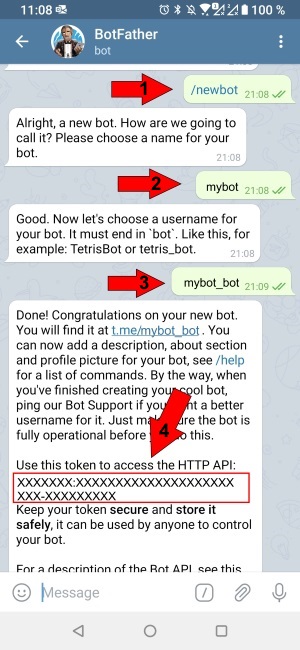 11:08
100 %
BotFather
bot
1
/newbot
21:08
Alright, a new bot. How are we going to
call it? Please choose a name for your
bot.
21:08
2
mybot
21:08
Good. Now let's choose a username for
your bot. It must end in `bot`. Like this, for
example: TetrisBot or tetris_bot.
21:08
3
mybot_bot
21:09
Done! Congratulations on your new bot.
You will find it at t.me/mybot_bot. You
can now add a description, about section
and profile picture for your bot, see /help
for a list of commands. By the way, when
you've finished creating your cool bot,
ping our Bot Support if you want a better
username for it. Just make sure the bot is
fully operational before you do this.
4
Use this token to access the HTTP API:
XXXXXXX:XXXXXXXXXXXXXXXXXXXX
XXX-XXXXXXXXX
Keep your token secure and store it
safely, it can be used by anyone to control
your bot.
For a description of the Bot API, see this
Message